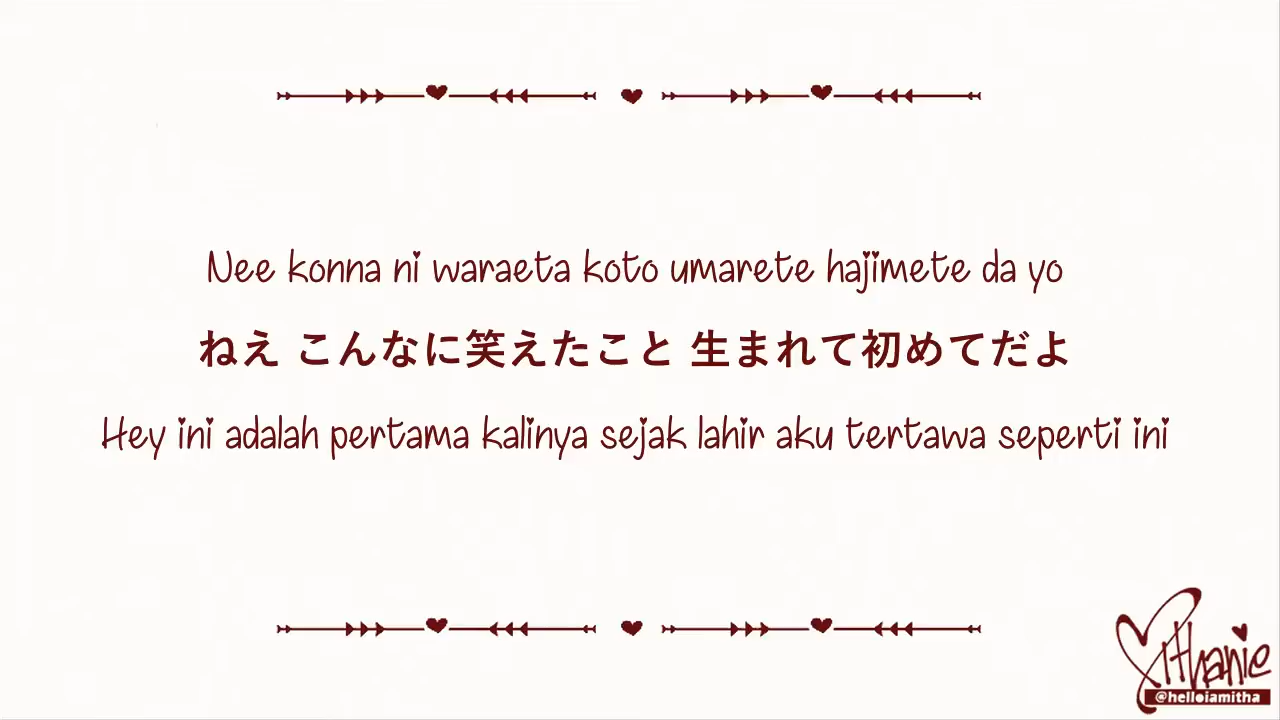 Nee konna ni waraeta koto umarete hajimete da yo
ねえ こんなに笑えたこと 生まれて初めてだよ
Hey ini adalah pertama kalinya sejak lahir aku tertawa seperti ini
Mithanie
@helloiamitha